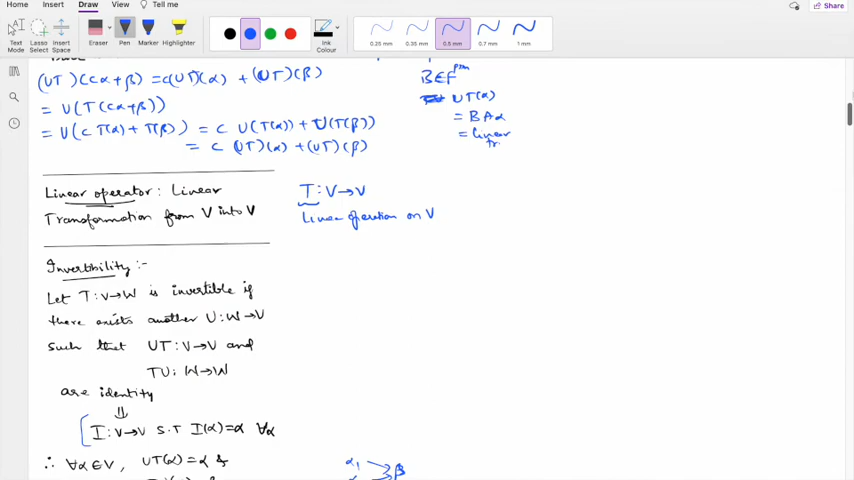 Home Insert Draw View Tell me Share
Text Mode
Lasso Select
Insert Space
Eraser
Pen
Marker
Highlighter
Ink Colour
0.25 mm
0.35 mm
0.5 mm
0.7 mm
1 mm
(UT)(cα+β) = c(UT)(α) + (UT)(β)
= U(T(cα+β))
= U(c T(α) + T(β)) = c U(T(α)) + U(T(β))
= c (UT)(α) + (UT)(β)
B∈F
UT(α)
= BAα
= linear
tr.
Linear operator: Linear
Transformation from V into V
T: V→V
Linear operation on V
Invertibility :-
Let T: V→W is invertible if
there exists another U: W→V
such that UT: V→V and
TU: W→W
are identity
⇓
I: V→V S.T I(α)=α ∀α
∴ ∀α∈V, UT(α) = α &
α₁
β